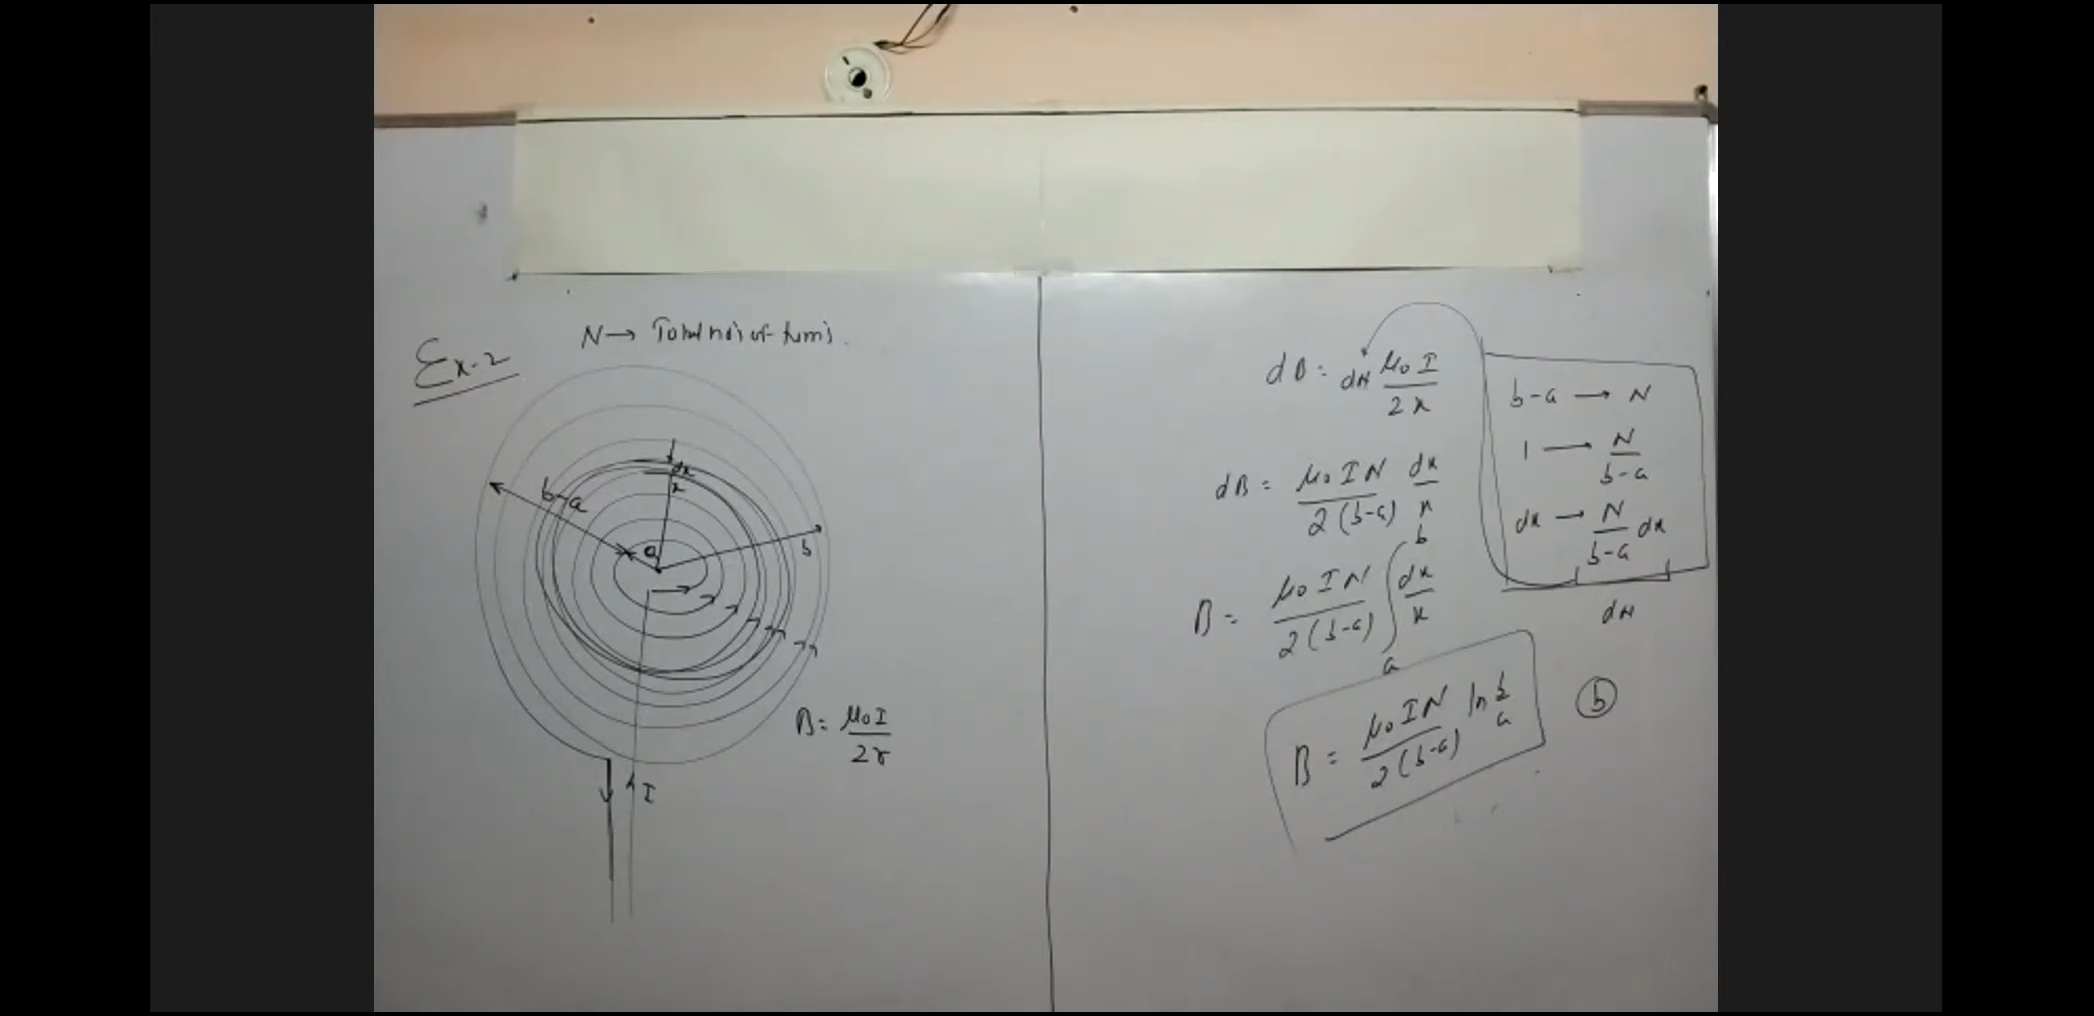 Ex-2
N → Total no's of turns.
b-a
dx
x
a
b
B = μ₀I / 2r
I
dB = dN μ₀I / 2x
dB = μ₀IN / 2(b-a) dx / x
B = μ₀IN / 2(b-a) ∫ₐᵇ dx / x
B = μ₀IN / 2(b-a) ln b/a
b
b-a → N
1 → N / b-a
dx → N / b-a dx
dN